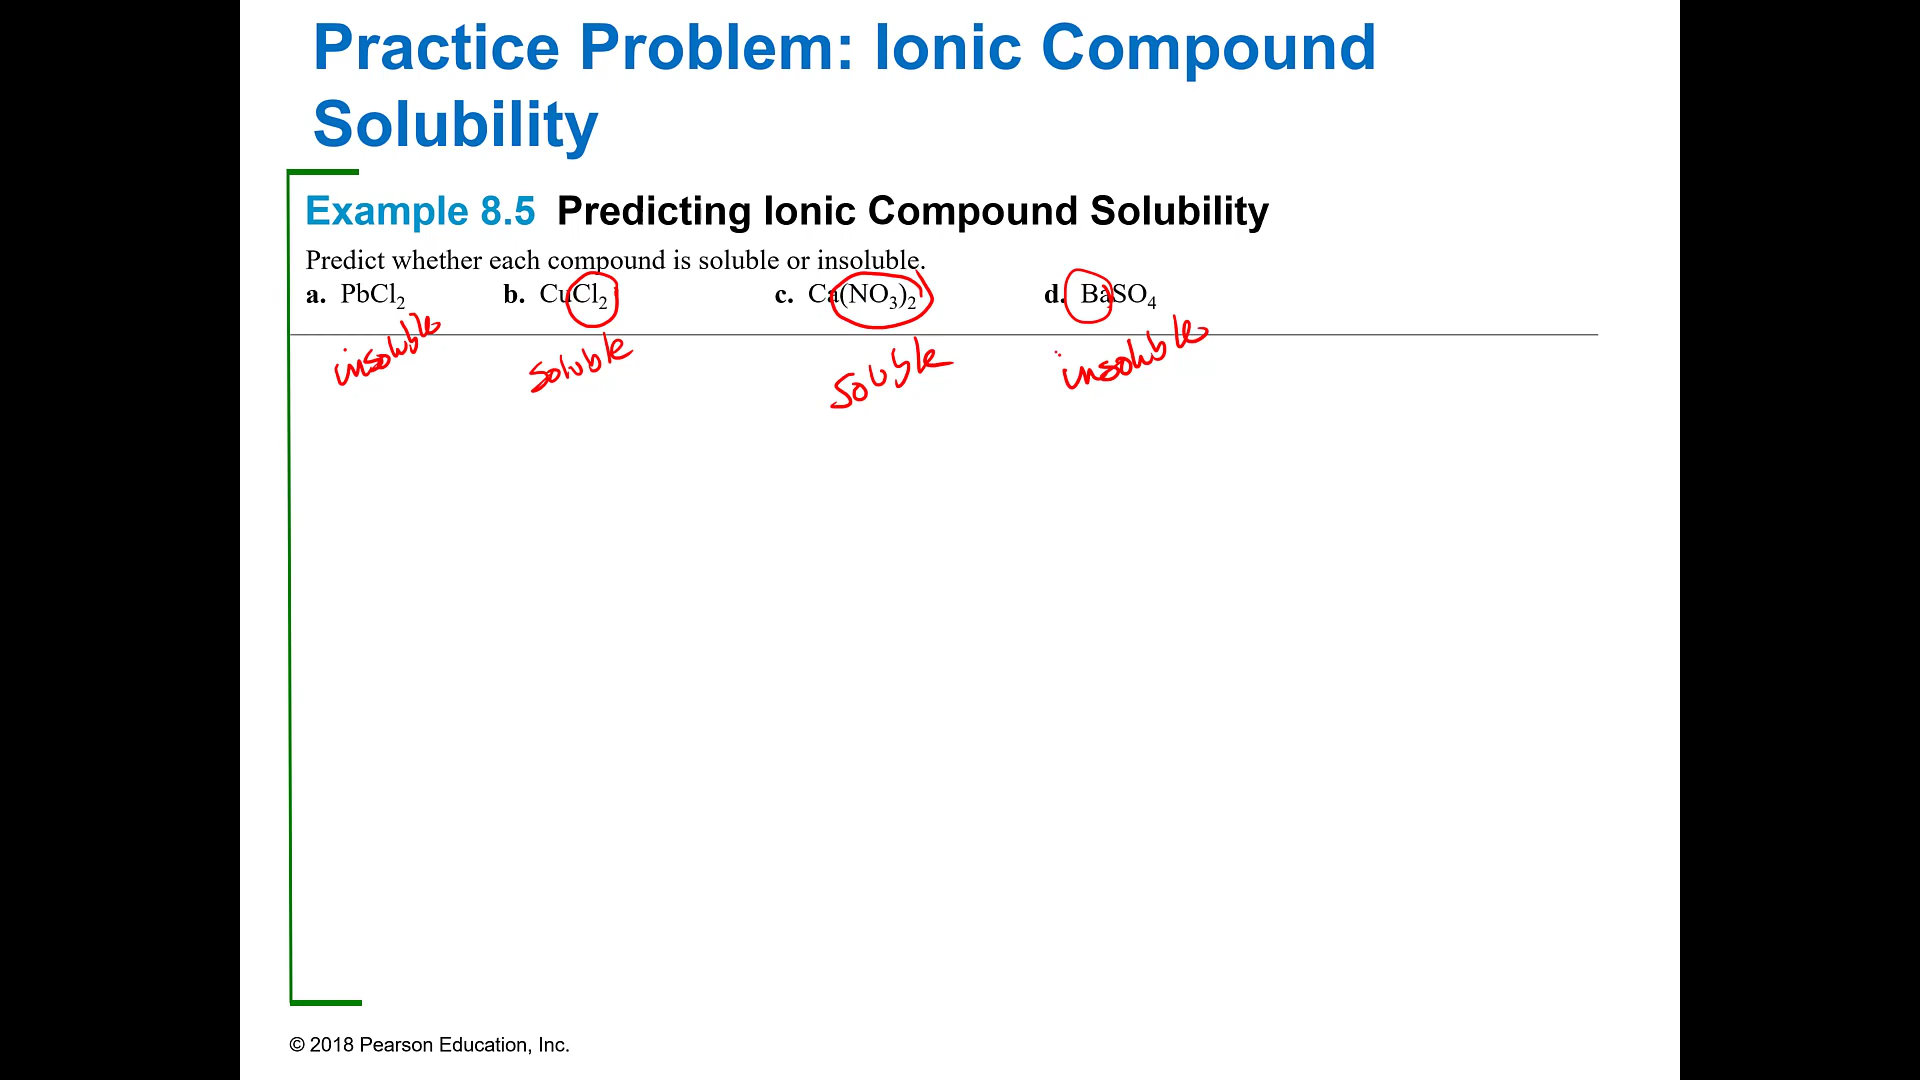 Practice Problem: Ionic Compound
Solubility
Example 8.5 Predicting Ionic Compound Solubility
Predict whether each compound is soluble or insoluble.
a. PbCl₂ b. CuCl₂ c. Ca(NO₃)₂ d. BaSO₄
insoluble soluble soluble insoluble
© 2018 Pearson Education, Inc.